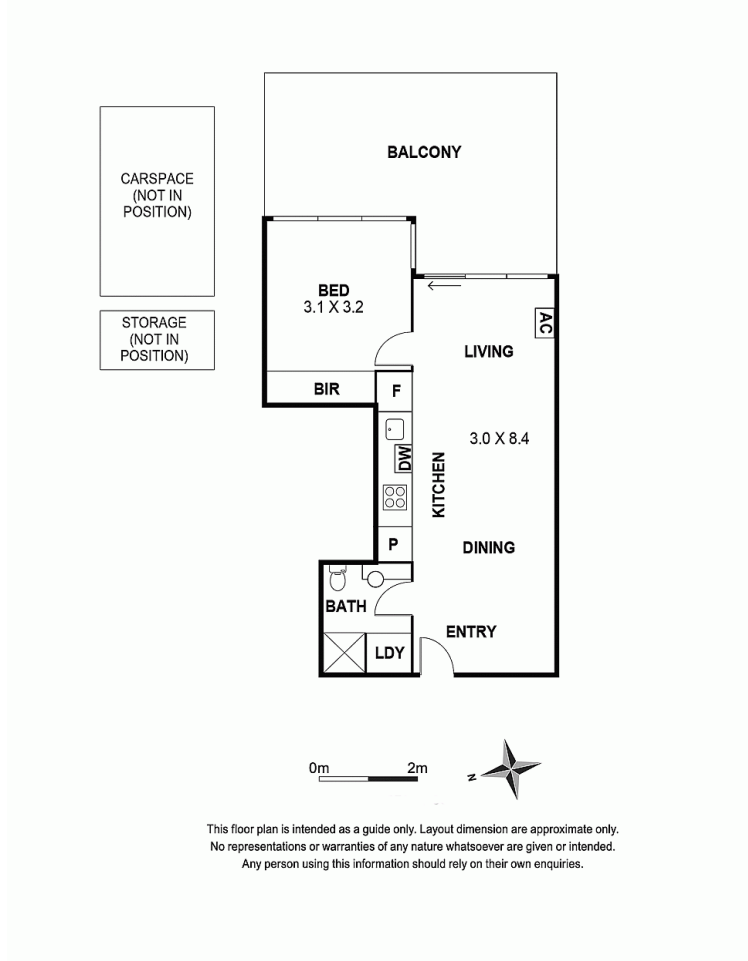 BALCONY
CARSPACE
(NOT IN
POSITION)
STORAGE
(NOT IN
POSITION)
BED
3.1 X 3.2
AC
LIVING
BIR
F
3.0 X 8.4
DW
KITCHEN
P
DINING
BATH
ENTRY
LDY
0m
2m
N
This floor plan is intended as a guide only. Layout dimension are approximate only.
No representations or warranties of any nature whatsoever are given or intended.
Any person using this information should rely on their own enquiries.